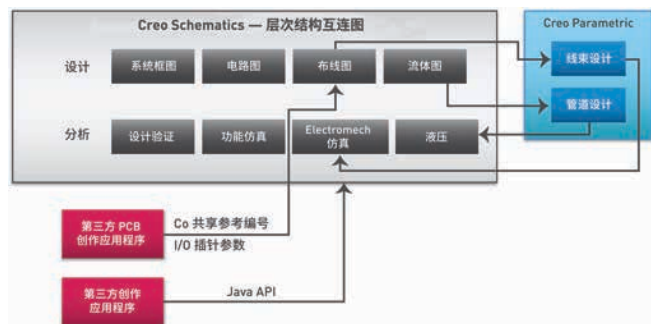 Creo Schematics — 层次结构互连图
Creo Parametric
设计
系统框图
电路图
布线图
流体图
线束设计
管道设计
分析
设计验证
功能仿真
Electromech
仿真
液压
第三方 PCB
创作应用程序
Co 共享参考编号
I/O 插针参数
第三方创作
应用程序
Java API